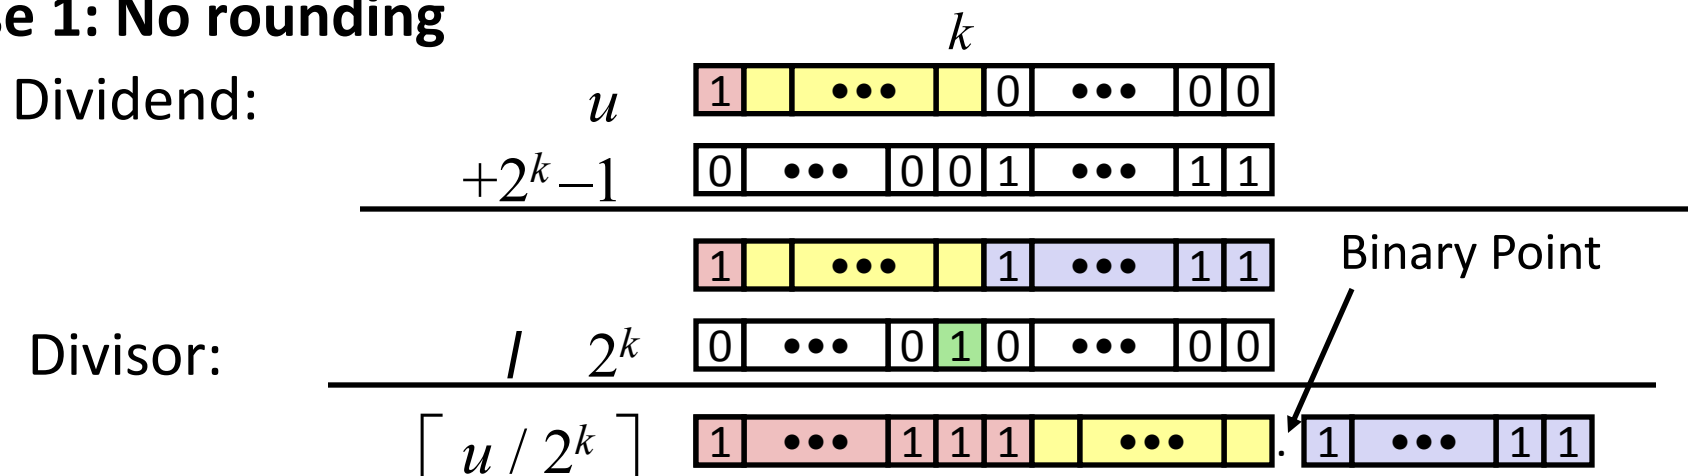 e 1: No rounding
k
Dividend: u 1 ••• 0 ••• 0 0
+2^k –1 0 ••• 0 0 1 ••• 1 1
1 ••• 1 ••• 1 1 Binary Point
Divisor: / 2^k 0 ••• 0 1 0 ••• 0 0
⌈ u / 2^k ⌉ 1 ••• 1 1 1 ••• . 1 ••• 1 1